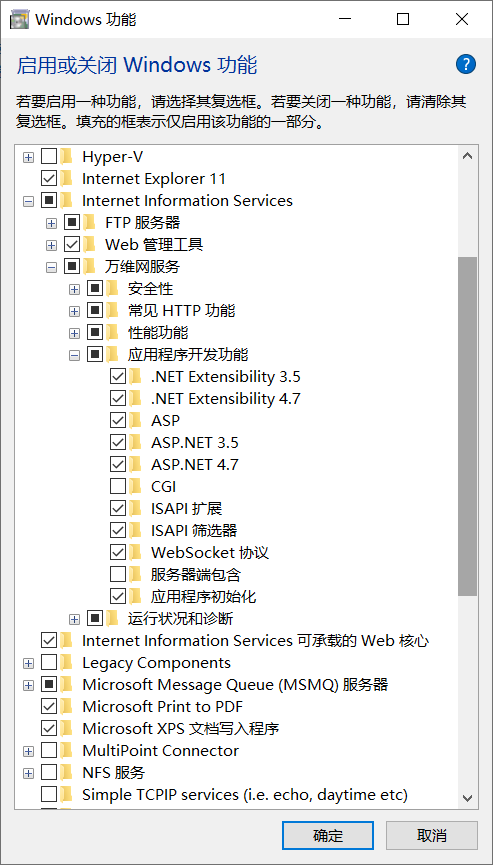 Windows 功能
启用或关闭 Windows 功能
?
若要启用一种功能，请选择其复选框。若要关闭一种功能，请清除其
复选框。填充的框表示仅启用该功能的一部分。
Hyper-V
Internet Explorer 11
Internet Information Services
FTP 服务器
Web 管理工具
万维网服务
安全性
常见 HTTP 功能
性能功能
应用程序开发功能
.NET Extensibility 3.5
.NET Extensibility 4.7
ASP
ASP.NET 3.5
ASP.NET 4.7
CGI
ISAPI 扩展
ISAPI 筛选器
WebSocket 协议
服务器端包含
应用程序初始化
运行状况和诊断
Internet Information Services 可承载的 Web 核心
Legacy Components
Microsoft Message Queue (MSMQ) 服务器
Microsoft Print to PDF
Microsoft XPS 文档写入程序
MultiPoint Connector
NFS 服务
Simple TCPIP services (i.e. echo, daytime etc)
确定 取消